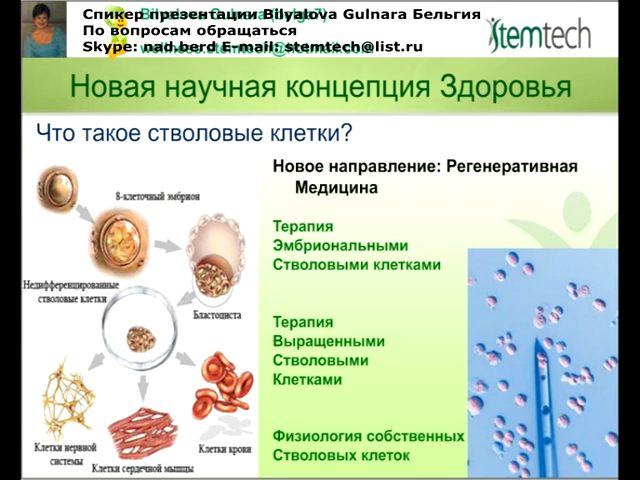 Спикер презентации Bilyalova Gulnara Бельгия
По вопросам обращаться
Skype: nad.berd E-mail: stemtech@list.ru
Stemtech
Новая научная концепция Здоровья
Что такое стволовые клетки?
8-клеточный эмбрион
Недифференцированные
стволовые клетки
Бластоциста
Клетки нервной
системы
Клетки сердечной мышцы
Клетки крови
Новое направление: Регенеративная
Медицина
Терапия
Эмбриональными
Стволовыми клетками
Терапия
Выращенными
Стволовыми
Клетками
Физиология собственных
Стволовых клеток